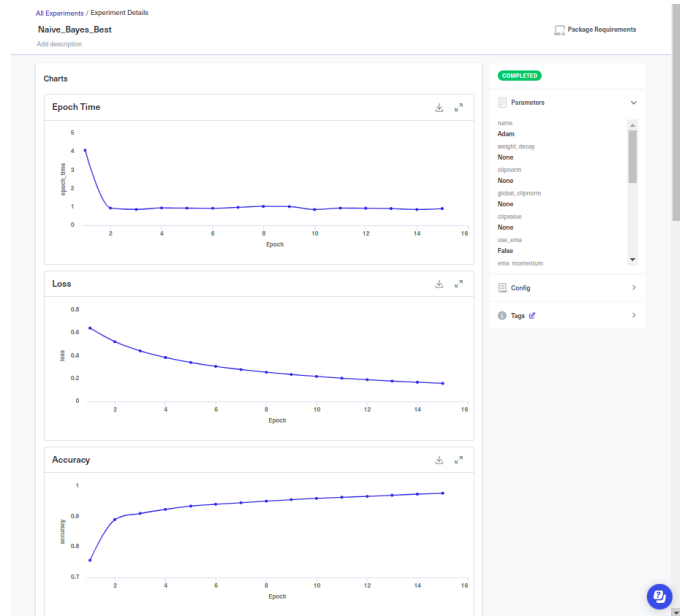 All Experiments / Experiment Details
Naive_Bayes_Best
Add description
Package Requirements
Charts
Epoch Time
5
4
3
2
1
0
epoch_time
2 4 6 8 10 12 14 16
Epoch
Loss
0.8
0.6
0.4
0.2
0
loss
2 4 6 8 10 12 14 16
Epoch
Accuracy
1
0.9
0.8
0.7
accuracy
2 4 6 8 10 12 14 16
Epoch
COMPLETED
Parameters
name
Adam
weight_decay
None
clipnorm
None
global_clipnorm
None
clipvalue
None
use_ema
False
ema_momentum
Config
Tags